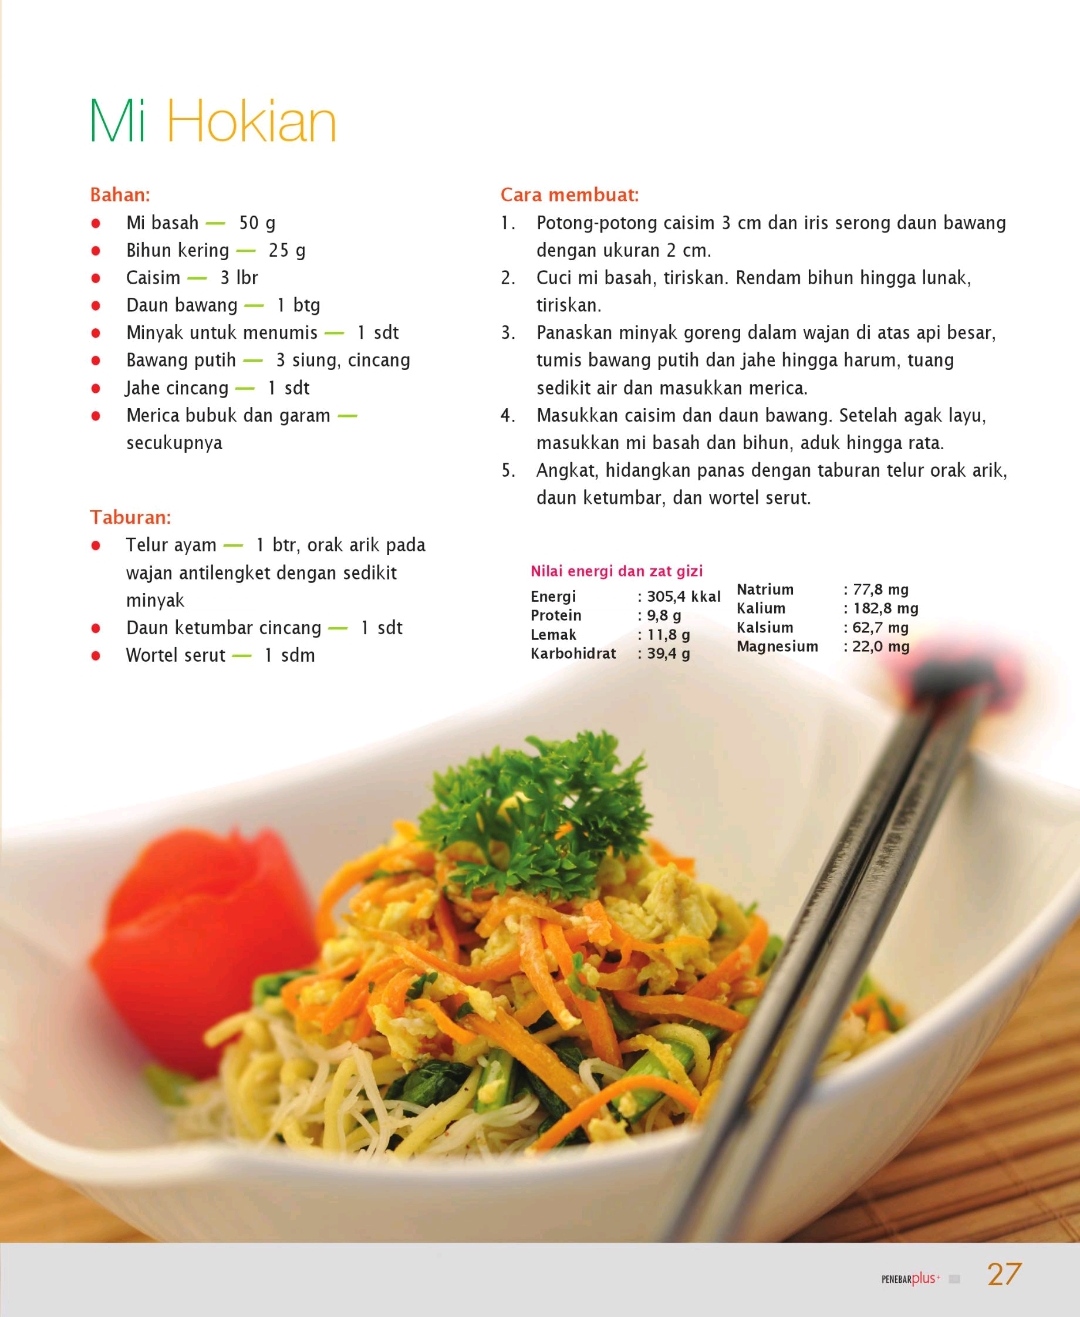 Mi Hokian
Bahan:
● Mi basah — 50 g
● Bihun kering — 25 g
● Caisim — 3 lbr
● Daun bawang — 1 btg
● Minyak untuk menumis — 1 sdt
● Bawang putih — 3 siung, cincang
● Jahe cincang — 1 sdt
● Merica bubuk dan garam —
secukupnya
Taburan:
● Telur ayam — 1 btr, orak arik pada
wajan antilengket dengan sedikit
minyak
● Daun ketumbar cincang — 1 sdt
● Wortel serut — 1 sdm
Cara membuat:
1. Potong-potong caisim 3 cm dan iris serong daun bawang
dengan ukuran 2 cm.
2. Cuci mi basah, tiriskan. Rendam bihun hingga lunak,
tiriskan.
3. Panaskan minyak goreng dalam wajan di atas api besar,
tumis bawang putih dan jahe hingga harum, tuang
sedikit air dan masukkan merica.
4. Masukkan caisim dan daun bawang. Setelah agak layu,
masukkan mi basah dan bihun, aduk hingga rata.
5. Angkat, hidangkan panas dengan taburan telur orak arik,
daun ketumbar, dan wortel serut.
Nilai energi dan zat gizi
Energi : 305,4 kkal
Protein : 9,8 g
Lemak : 11,8 g
Karbohidrat : 39,4 g
Natrium : 77,8 mg
Kalium : 182,8 mg
Kalsium : 62,7 mg
Magnesium : 22,0 mg
PENEBARplus+ 27